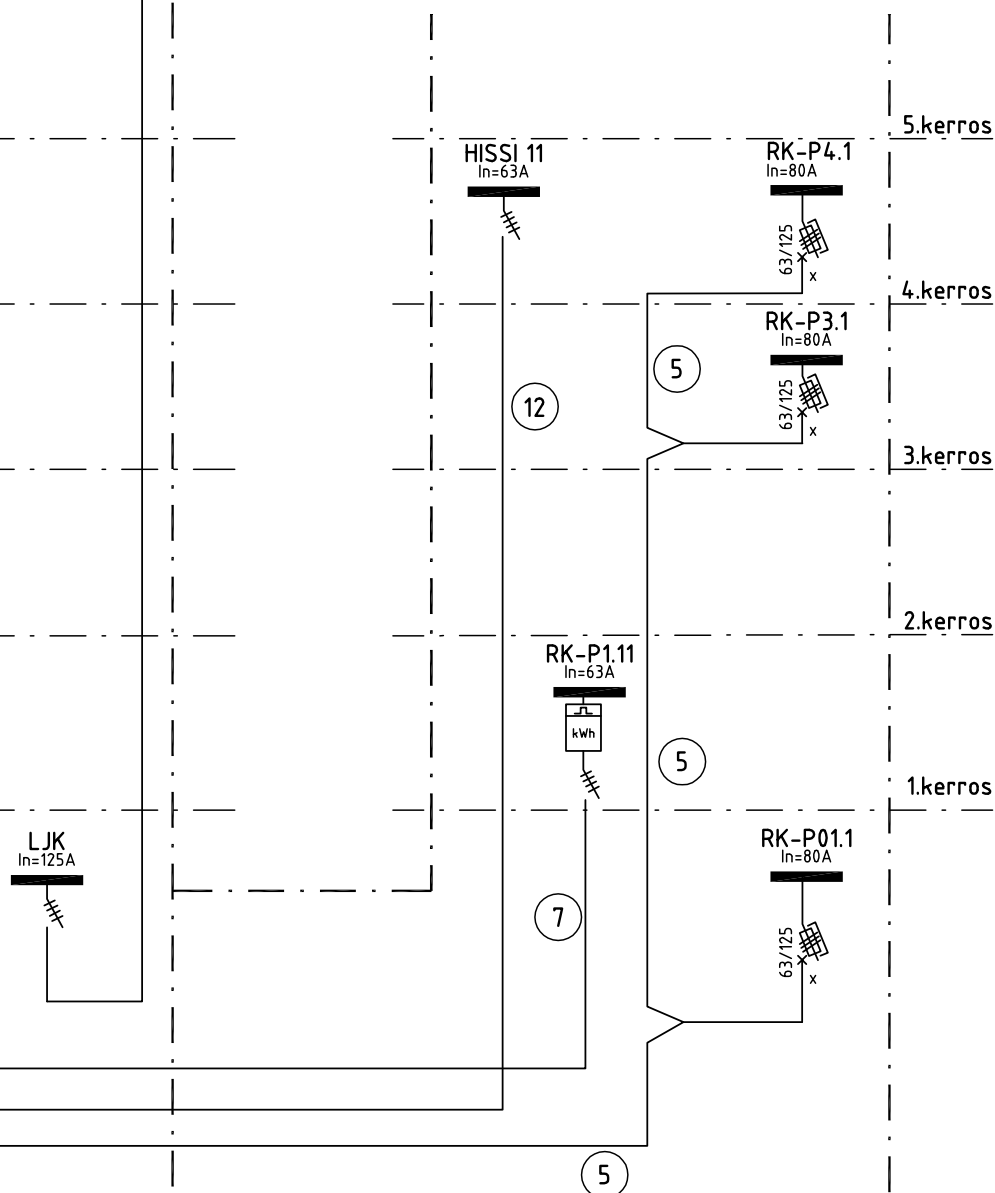 5.kerros
HISSI 11
In=63A
RK-P4.1
In=80A
63/125
x
4.kerros
RK-P3.1
In=80A
63/125
x
5
12
3.kerros
2.kerros
RK-P1.11
In=63A
kWh
5
1.kerros
LJK
In=125A
RK-P01.1
In=80A
63/125
x
7
5